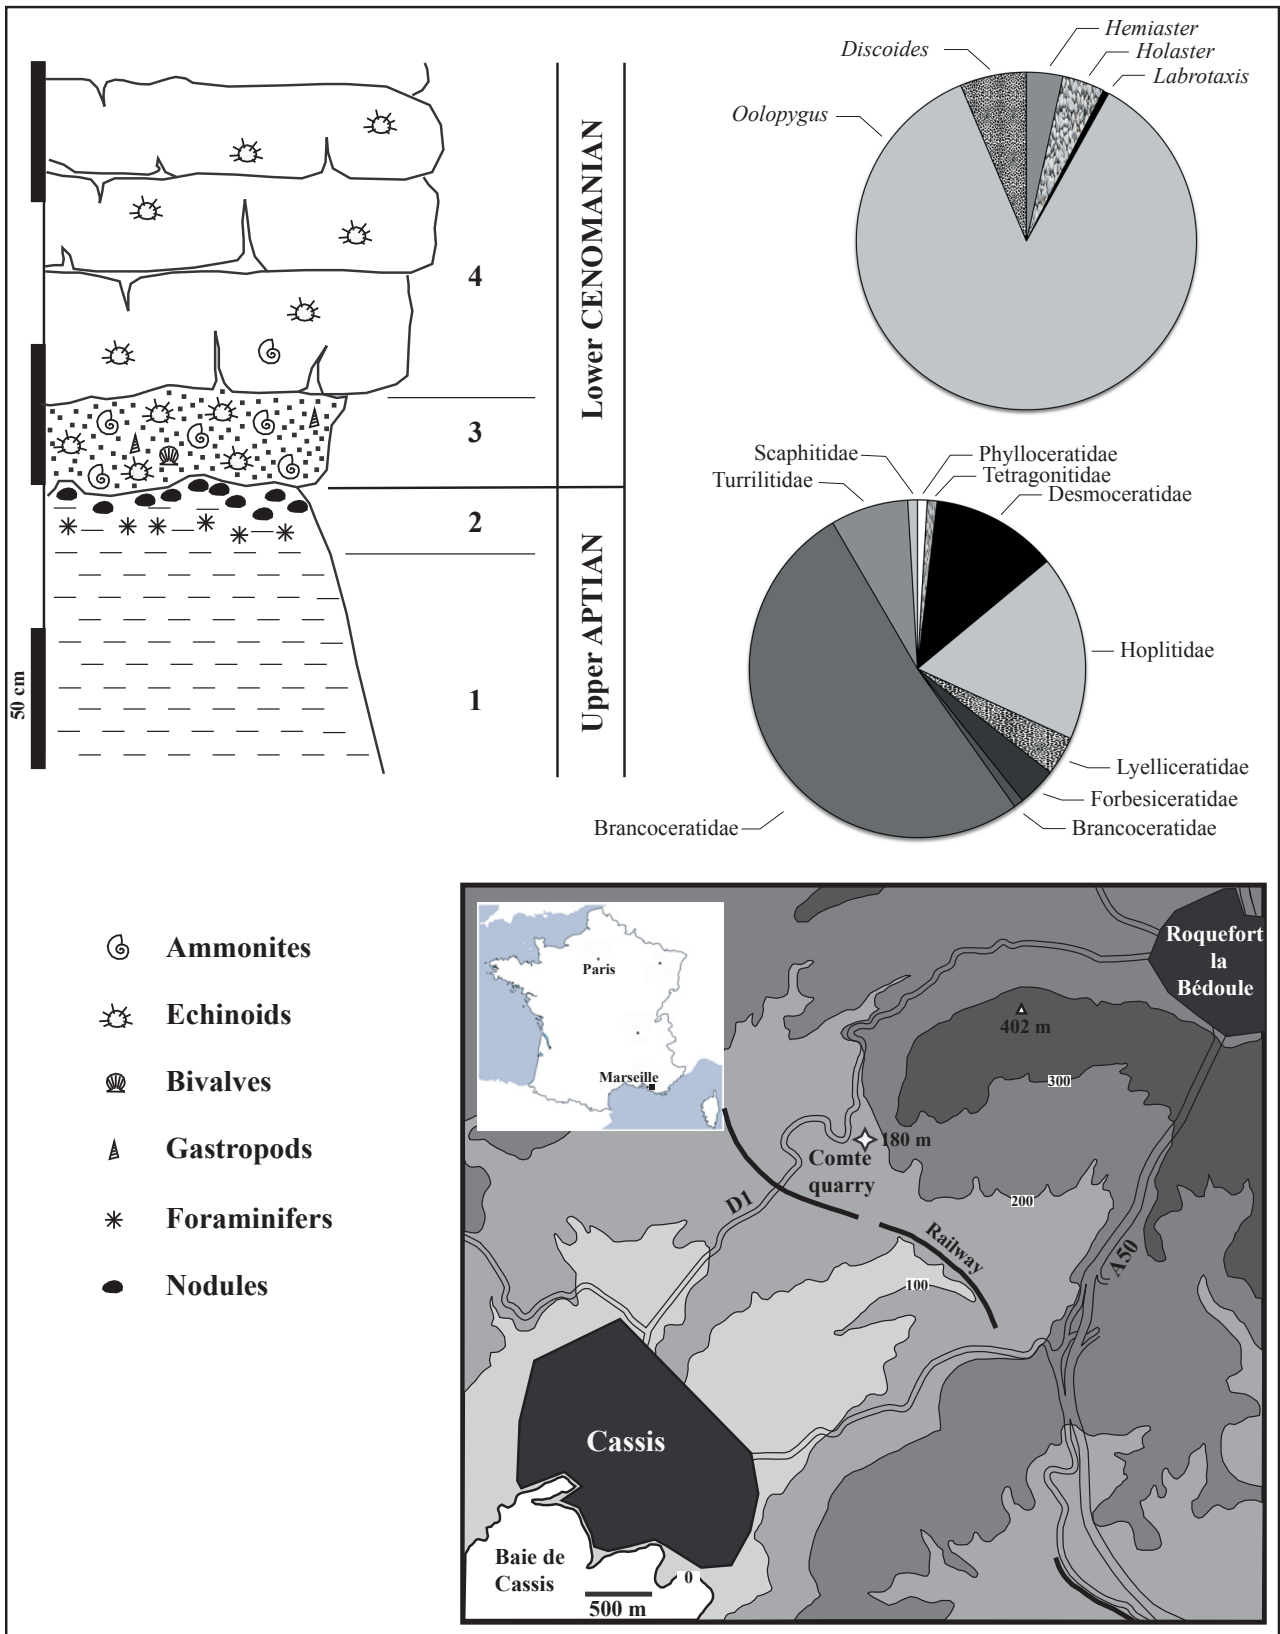 Hemiaster
Discoides
Holaster
Labrotaxis
Oolopygus
4
3
2
1
Lower CENOMANIAN
Upper APTIAN
50 cm
Scaphitidae
Phylloceratidae
Turrilitidae
Tetragonitidae
Desmoceratidae
Hoplitidae
Lyelliceratidae
Forbesiceratidae
Brancoceratidae
Brancoceratidae
Ammonites
Echinoids
Bivalves
Gastropods
Foraminifers
Nodules
Paris
Marseille
Roquefort
la
Bédoule
402 m
300
180 m
Comte
quarry
200
D1
Railway
A50
100
Cassis
Baie de
Cassis
0
500 m